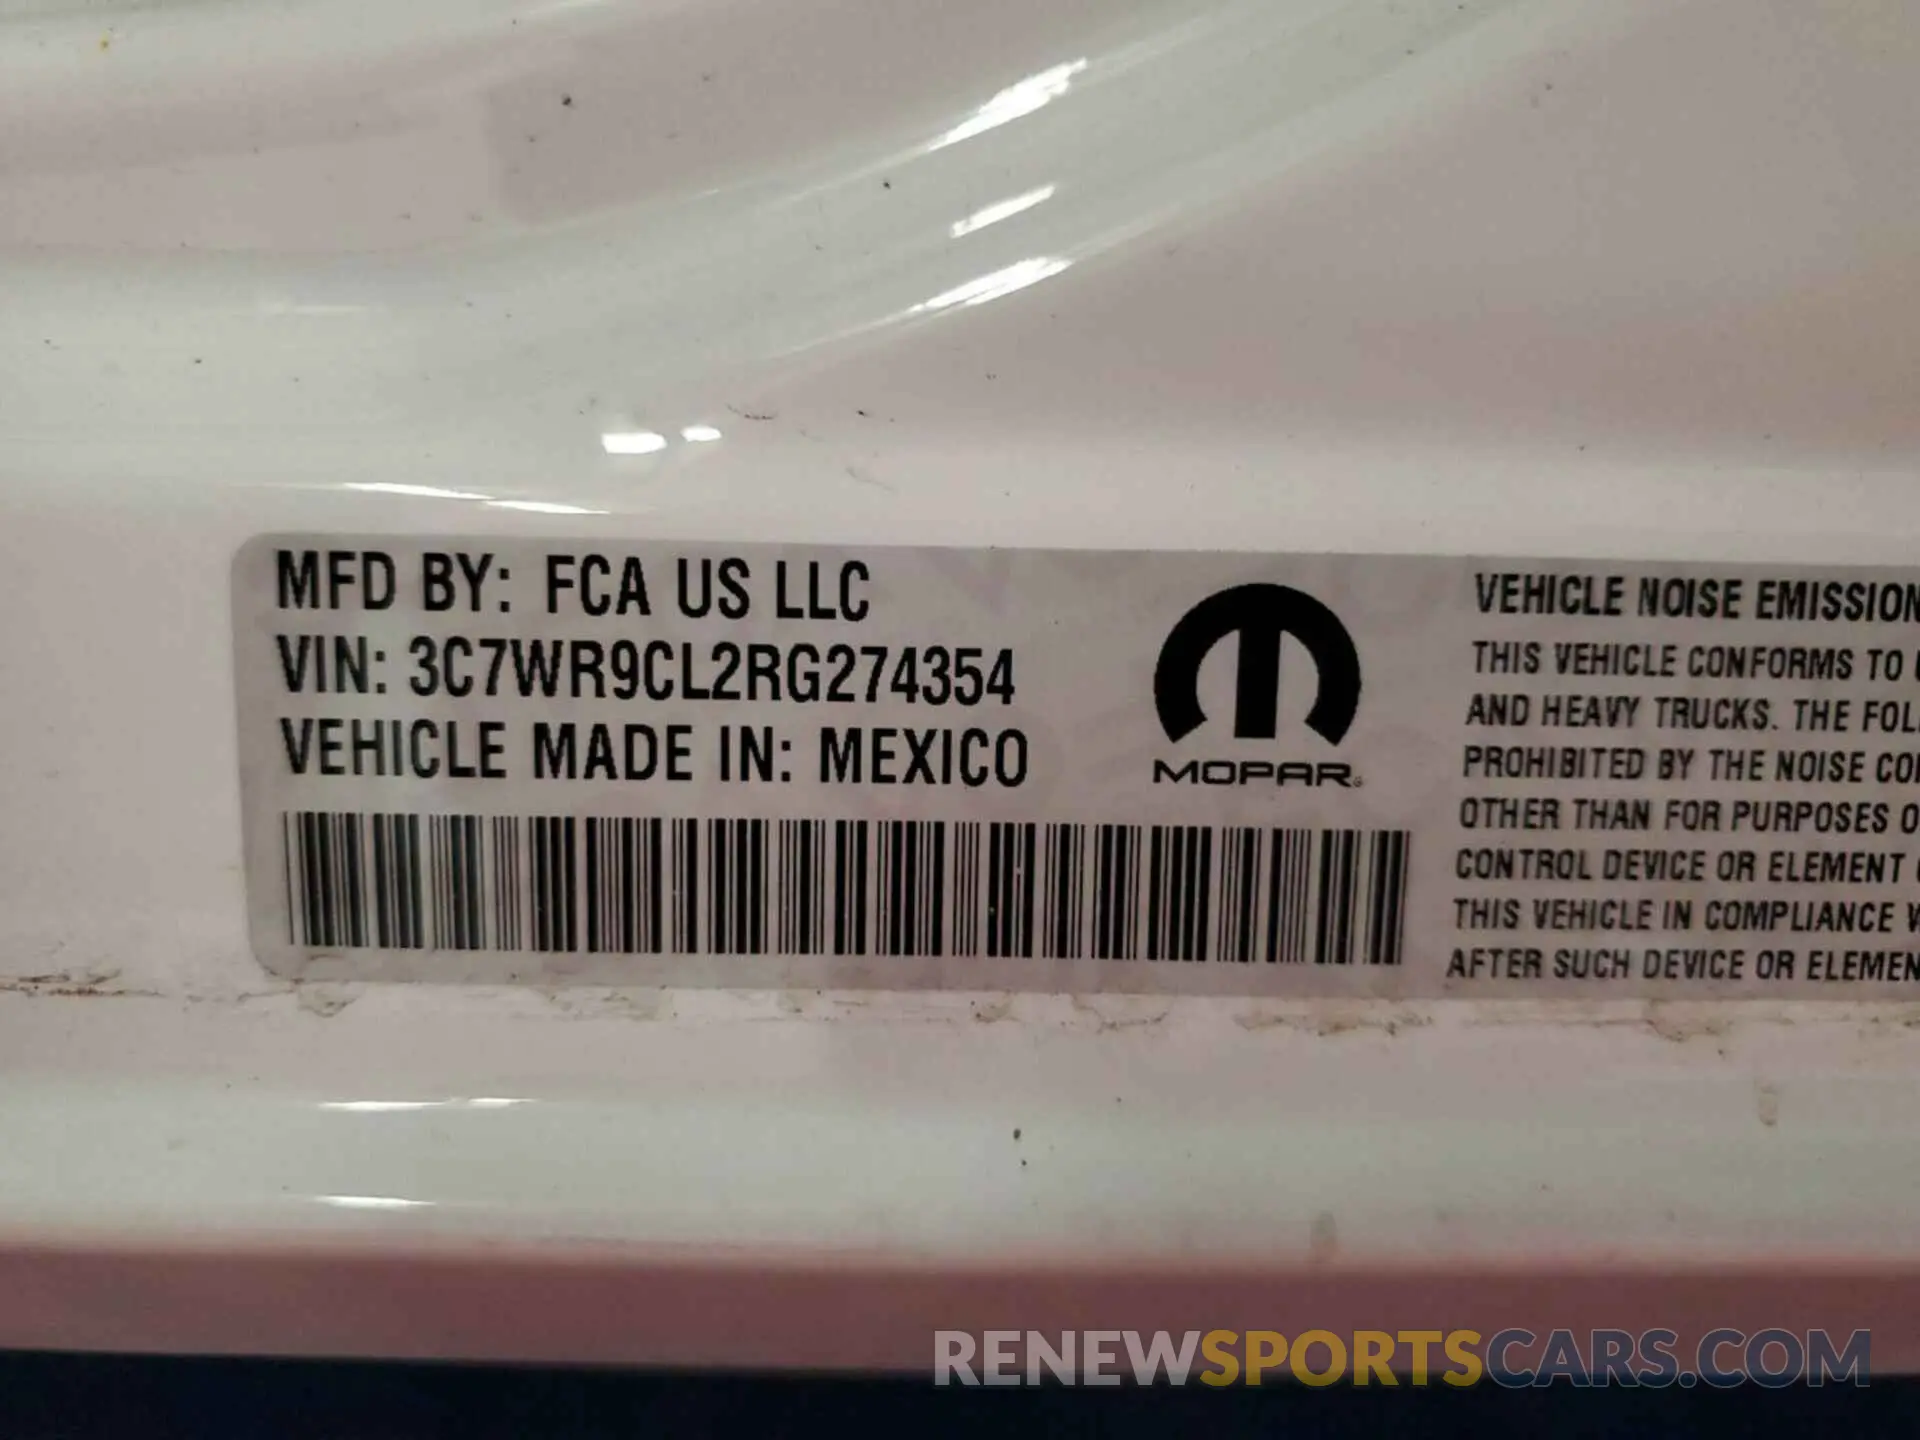 MFD BY: FCA US LLC
VIN: 3C7WR9CL2RG274354
VEHICLE MADE IN: MEXICO
MOPAR®
VEHICLE NOISE EMISSION
THIS VEHICLE CONFORMS TO
AND HEAVY TRUCKS. THE FOL
PROHIBITED BY THE NOISE CO
OTHER THAN FOR PURPOSES O
CONTROL DEVICE OR ELEMENT
THIS VEHICLE IN COMPLIANCE
AFTER SUCH DEVICE OR ELEMEN
RENEWSPORTSCARS.COM